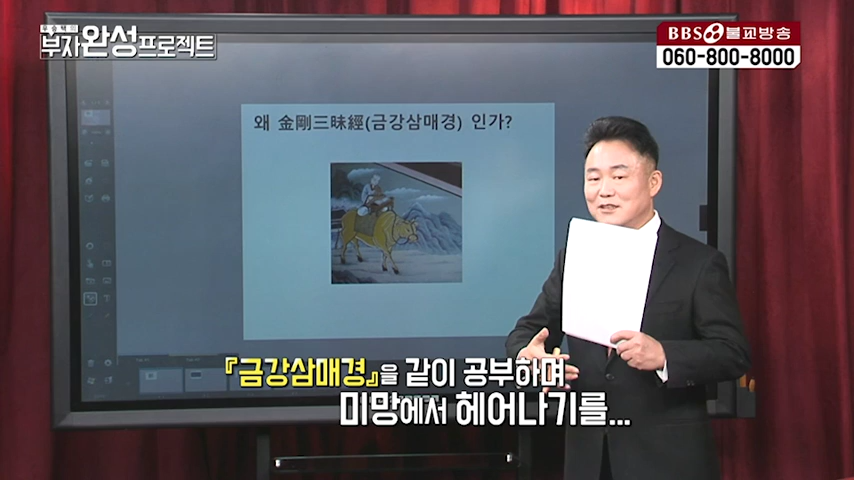 부자완성프로젝트
BBS 불교방송
060-800-8000
왜 金剛三昧經(금강삼매경) 인가?
『금강삼매경』을 같이 공부하며
미망에서 헤어나기를...